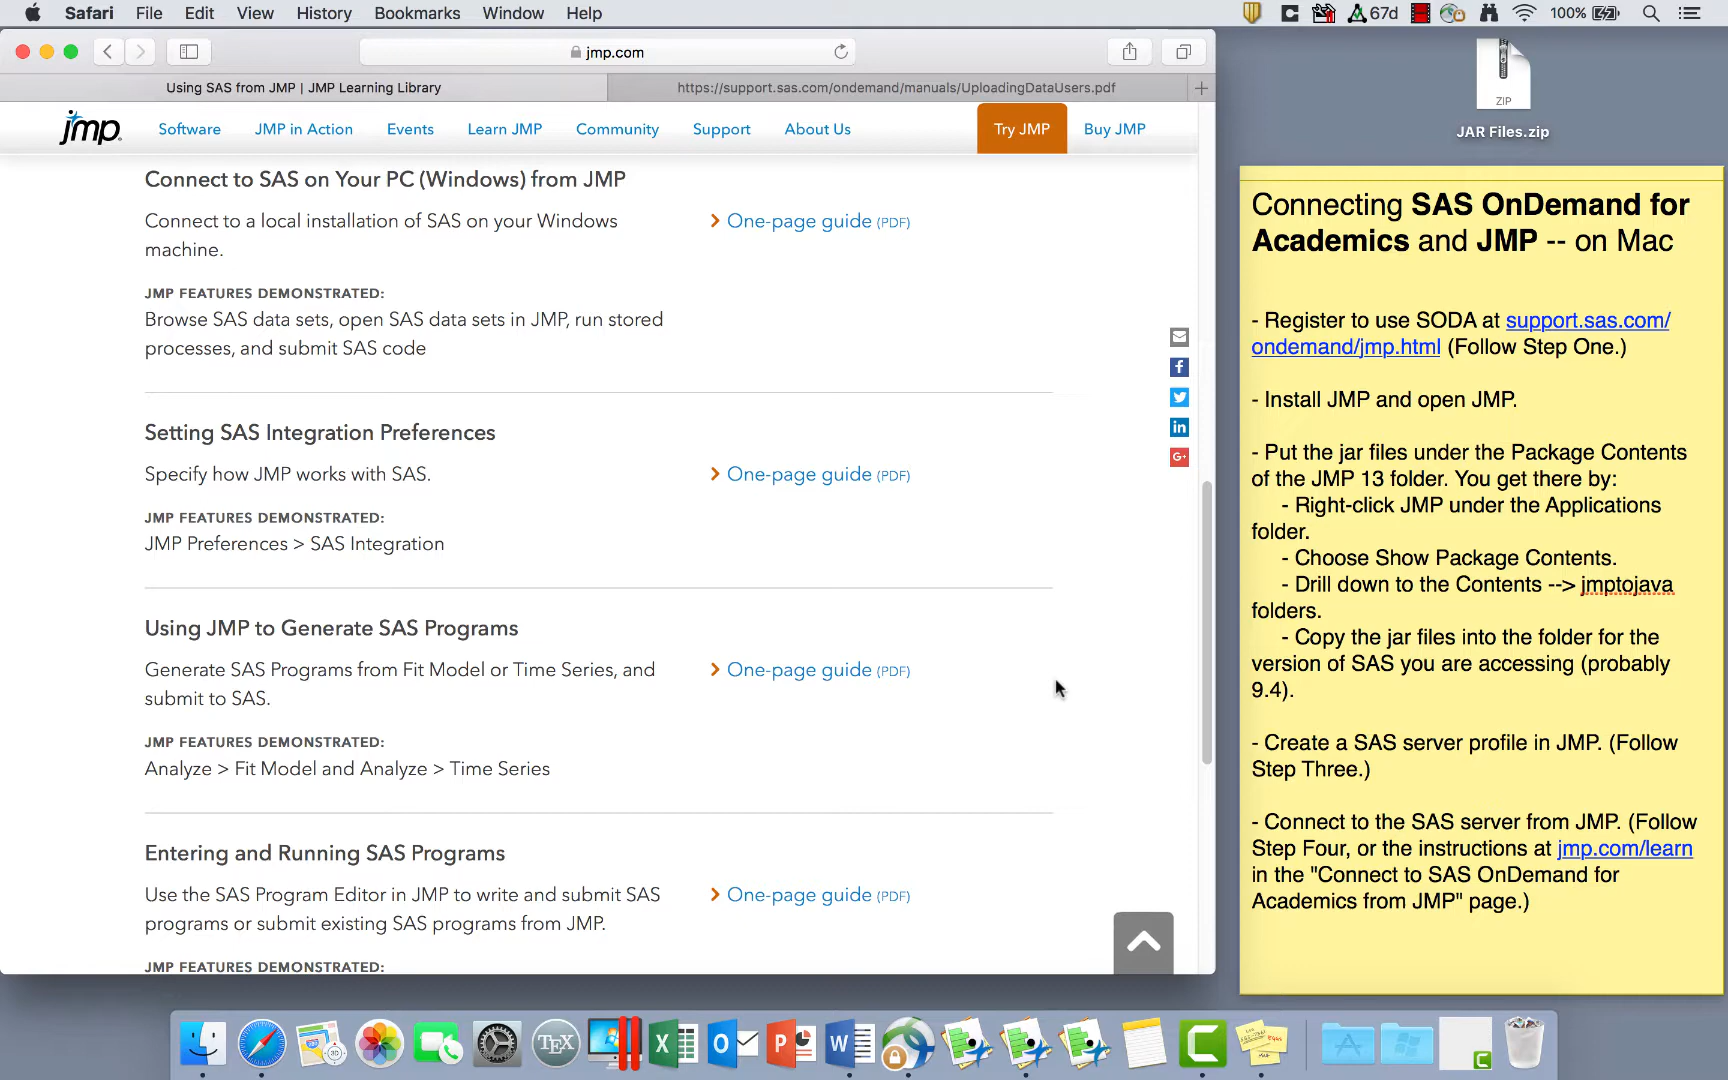 Safari File Edit View History Bookmarks Window Help
67d 100%
jmp.com
Using SAS from JMP | JMP Learning Library
https://support.sas.com/ondemand/manuals/UploadingDataUsers.pdf
jmp Software JMP in Action Events Learn JMP Community Support About Us Try JMP Buy JMP
Connect to SAS on Your PC (Windows) from JMP
Connect to a local installation of SAS on your Windows
machine.
One-page guide (PDF)
JMP FEATURES DEMONSTRATED:
Browse SAS data sets, open SAS data sets in JMP, run stored
processes, and submit SAS code
Setting SAS Integration Preferences
Specify how JMP works with SAS.
One-page guide (PDF)
JMP FEATURES DEMONSTRATED:
JMP Preferences > SAS Integration
Using JMP to Generate SAS Programs
Generate SAS Programs from Fit Model or Time Series, and
submit to SAS.
One-page guide (PDF)
JMP FEATURES DEMONSTRATED:
Analyze > Fit Model and Analyze > Time Series
Entering and Running SAS Programs
Use the SAS Program Editor in JMP to write and submit SAS
programs or submit existing SAS programs from JMP.
One-page guide (PDF)
JMP FEATURES DEMONSTRATED:
ZIP
JAR Files.zip
Connecting SAS OnDemand for
Academics and JMP -- on Mac
- Register to use SODA at support.sas.com/
ondemand/jmp.html (Follow Step One.)
- Install JMP and open JMP.
- Put the jar files under the Package Contents
of the JMP 13 folder. You get there by:
- Right-click JMP under the Applications
folder.
- Choose Show Package Contents.
- Drill down to the Contents --> jmptojava
folders.
- Copy the jar files into the folder for the
version of SAS you are accessing (probably
9.4).
- Create a SAS server profile in JMP. (Follow
Step Three.)
- Connect to the SAS server from JMP. (Follow
Step Four, or the instructions at jmp.com/learn
in the "Connect to SAS OnDemand for
Academics from JMP" page.)